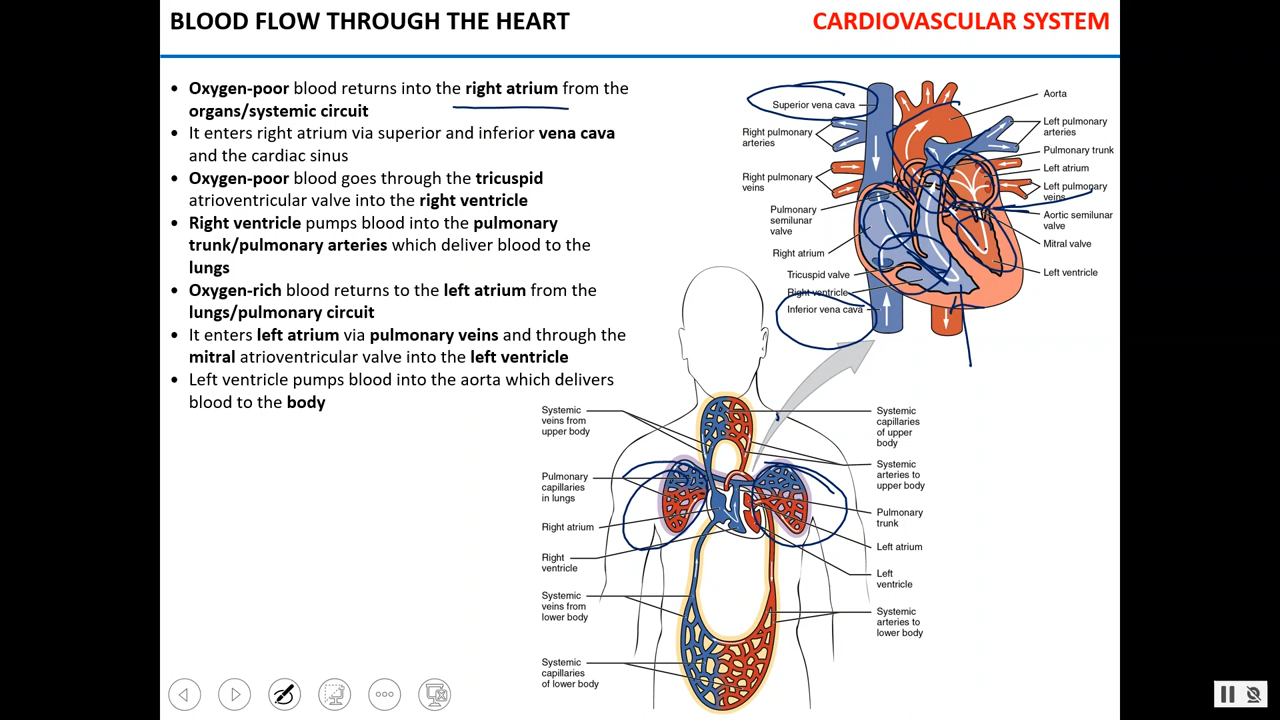 BLOOD FLOW THROUGH THE HEART
CARDIOVASCULAR SYSTEM
• Oxygen-poor blood returns into the right atrium from the
organs/systemic circuit
• It enters right atrium via superior and inferior vena cava
and the cardiac sinus
• Oxygen-poor blood goes through the tricuspid
atrioventricular valve into the right ventricle
• Right ventricle pumps blood into the pulmonary
trunk/pulmonary arteries which deliver blood to the
lungs
• Oxygen-rich blood returns to the left atrium from the
lungs/pulmonary circuit
• It enters left atrium via pulmonary veins and through the
mitral atrioventricular valve into the left ventricle
• Left ventricle pumps blood into the aorta which delivers
blood to the body
Superior vena cava
Right pulmonary
arteries
Right pulmonary
veins
Pulmonary
semilunar
valve
Right atrium
Tricuspid valve
Right ventricle
Inferior vena cava
Aorta
Left pulmonary
arteries
Pulmonary trunk
Left atrium
Left pulmonary
veins
Aortic semilunar
valve
Mitral valve
Left ventricle
Systemic
veins from
upper body
Pulmonary
capillaries
in lungs
Right atrium
Right
ventricle
Systemic
veins from
lower body
Systemic
capillaries
of lower body
Systemic
capillaries
of upper
body
Systemic
arteries to
upper body
Pulmonary
trunk
Left atrium
Left
ventricle
Systemic
arteries to
lower body